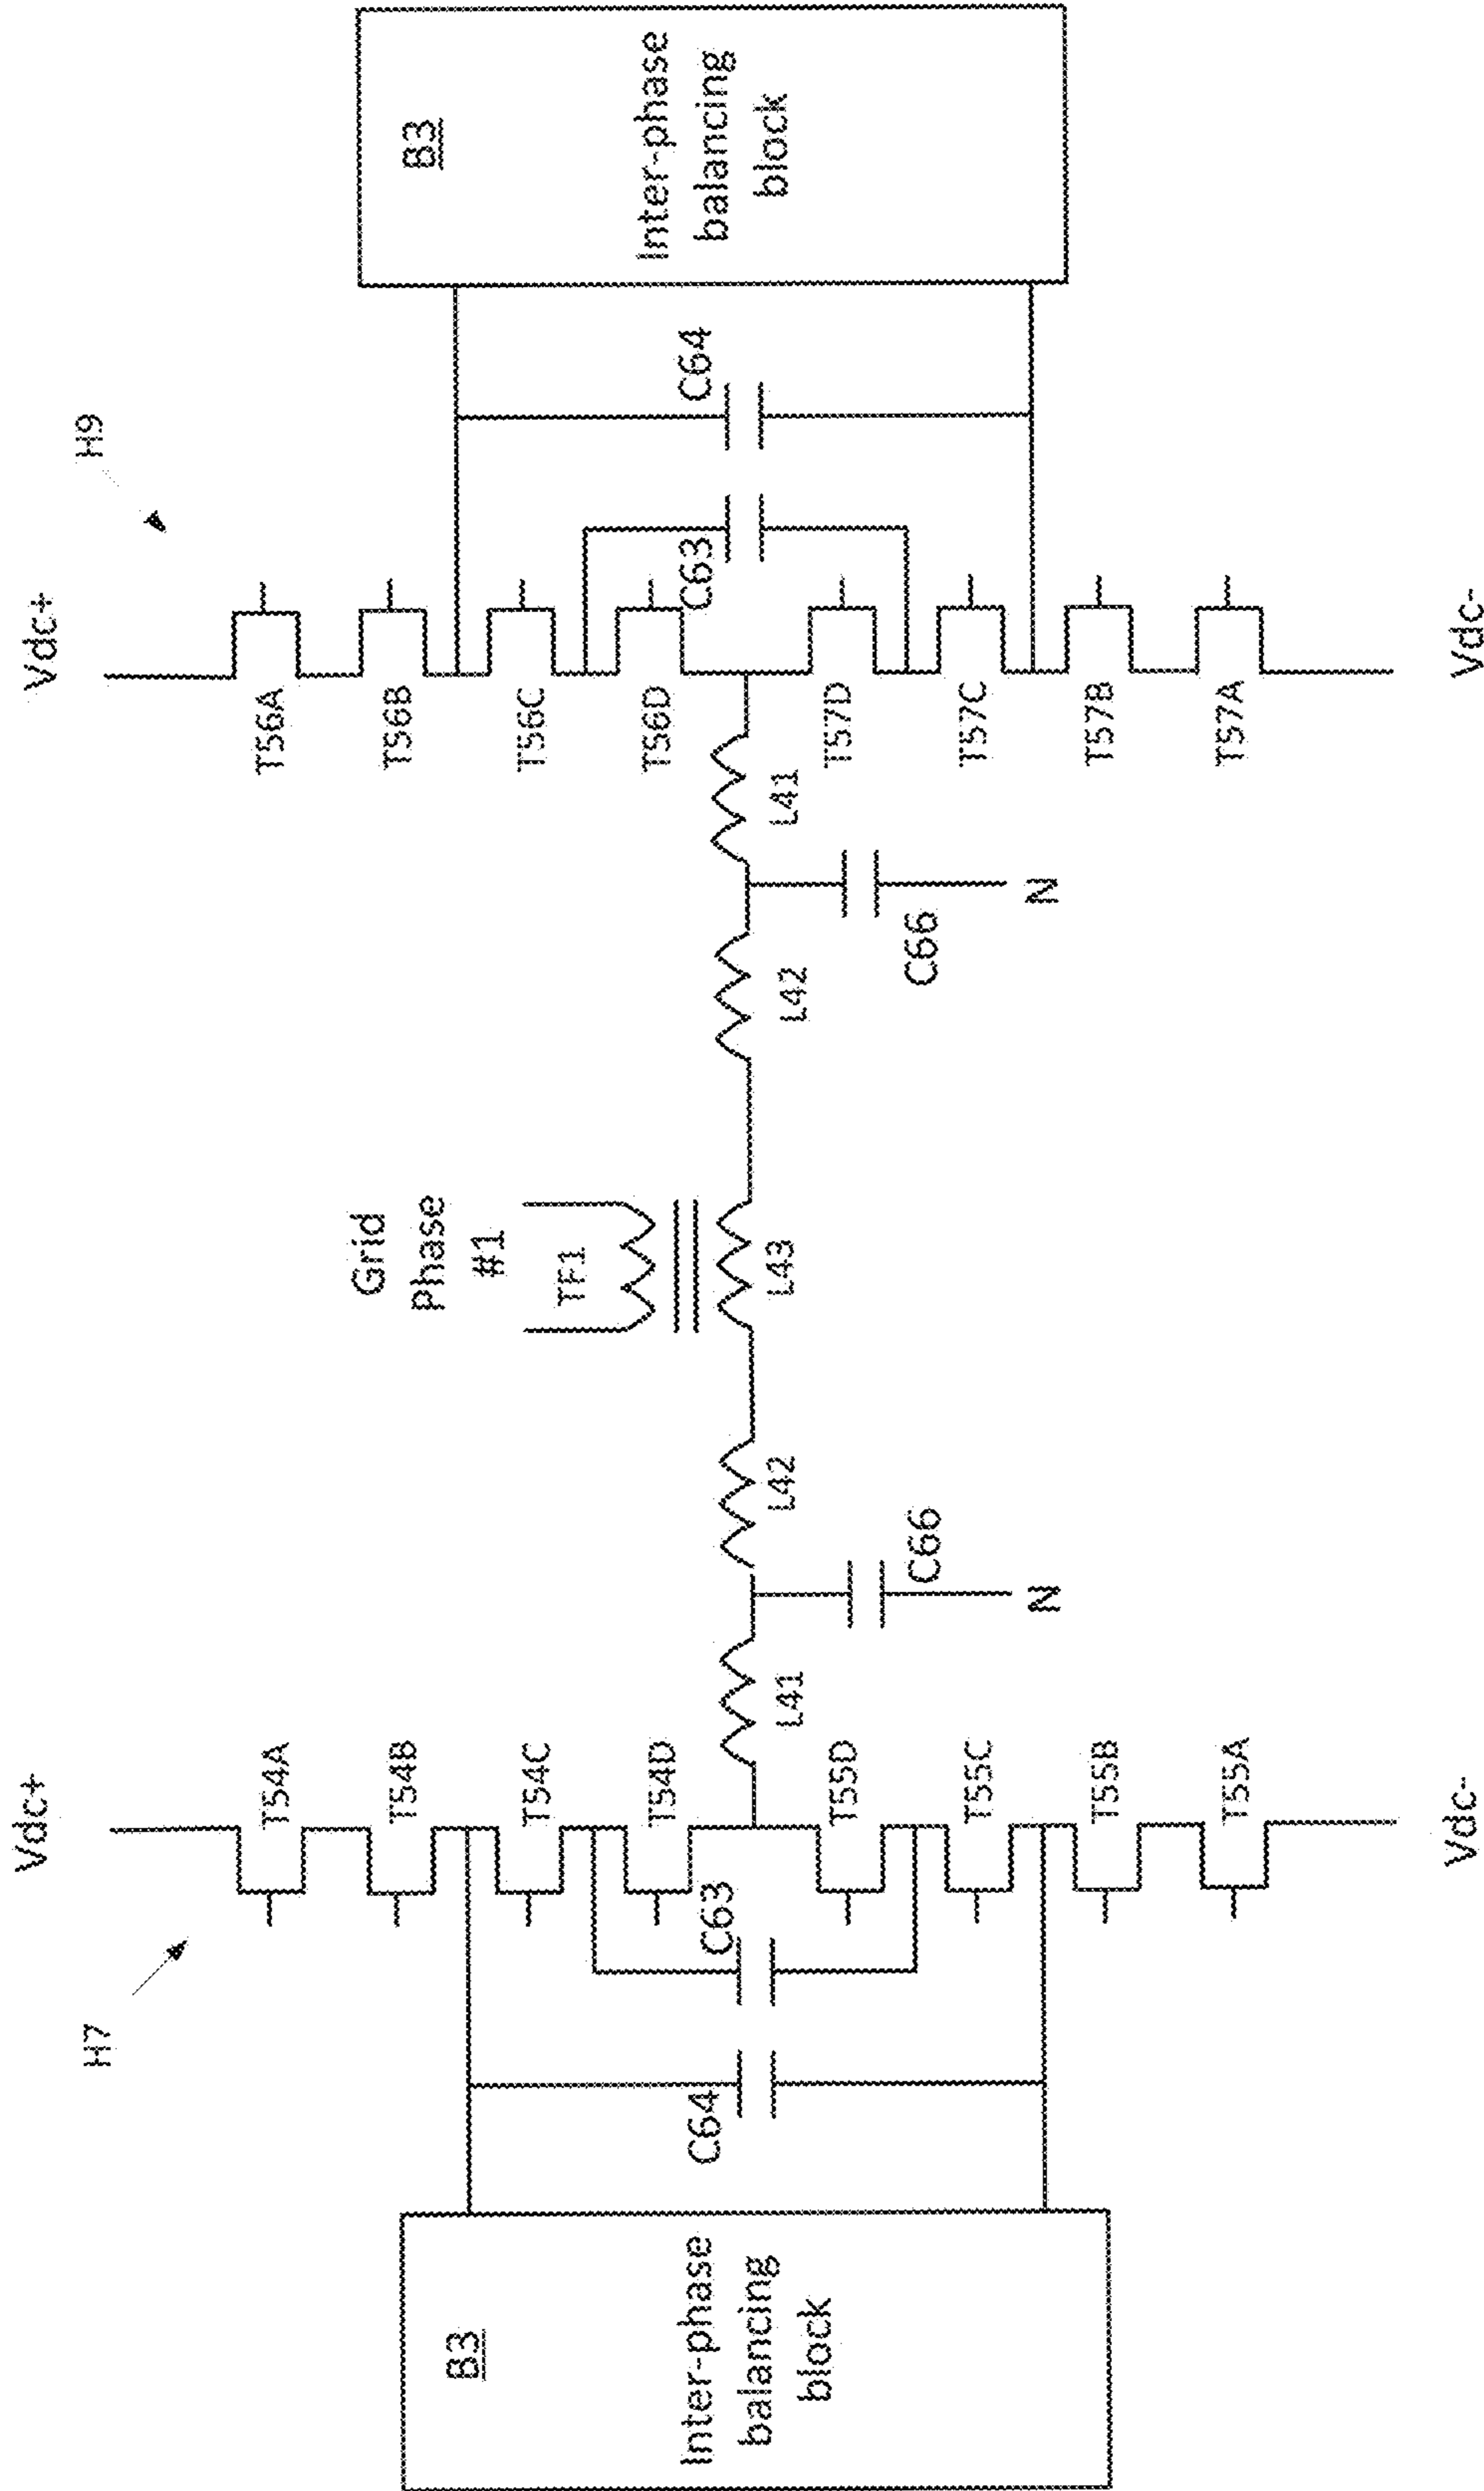 H7
Vdc+
B3
Inter-phase
balancing
block
C64
C63
T54A
T54B
T54C
T54D
T55D
T55C
T55B
T55A
Vdc-
L41
C66
N
L42
Grid
Phase
#1
TF1
L43
L42
C66
N
L41
H9
Vdc+
T56A
T56B
T56C
T56D
T57D
T57C
T57B
T57A
Vdc-
C63
C64
B3
Inter-phase
balancing
block